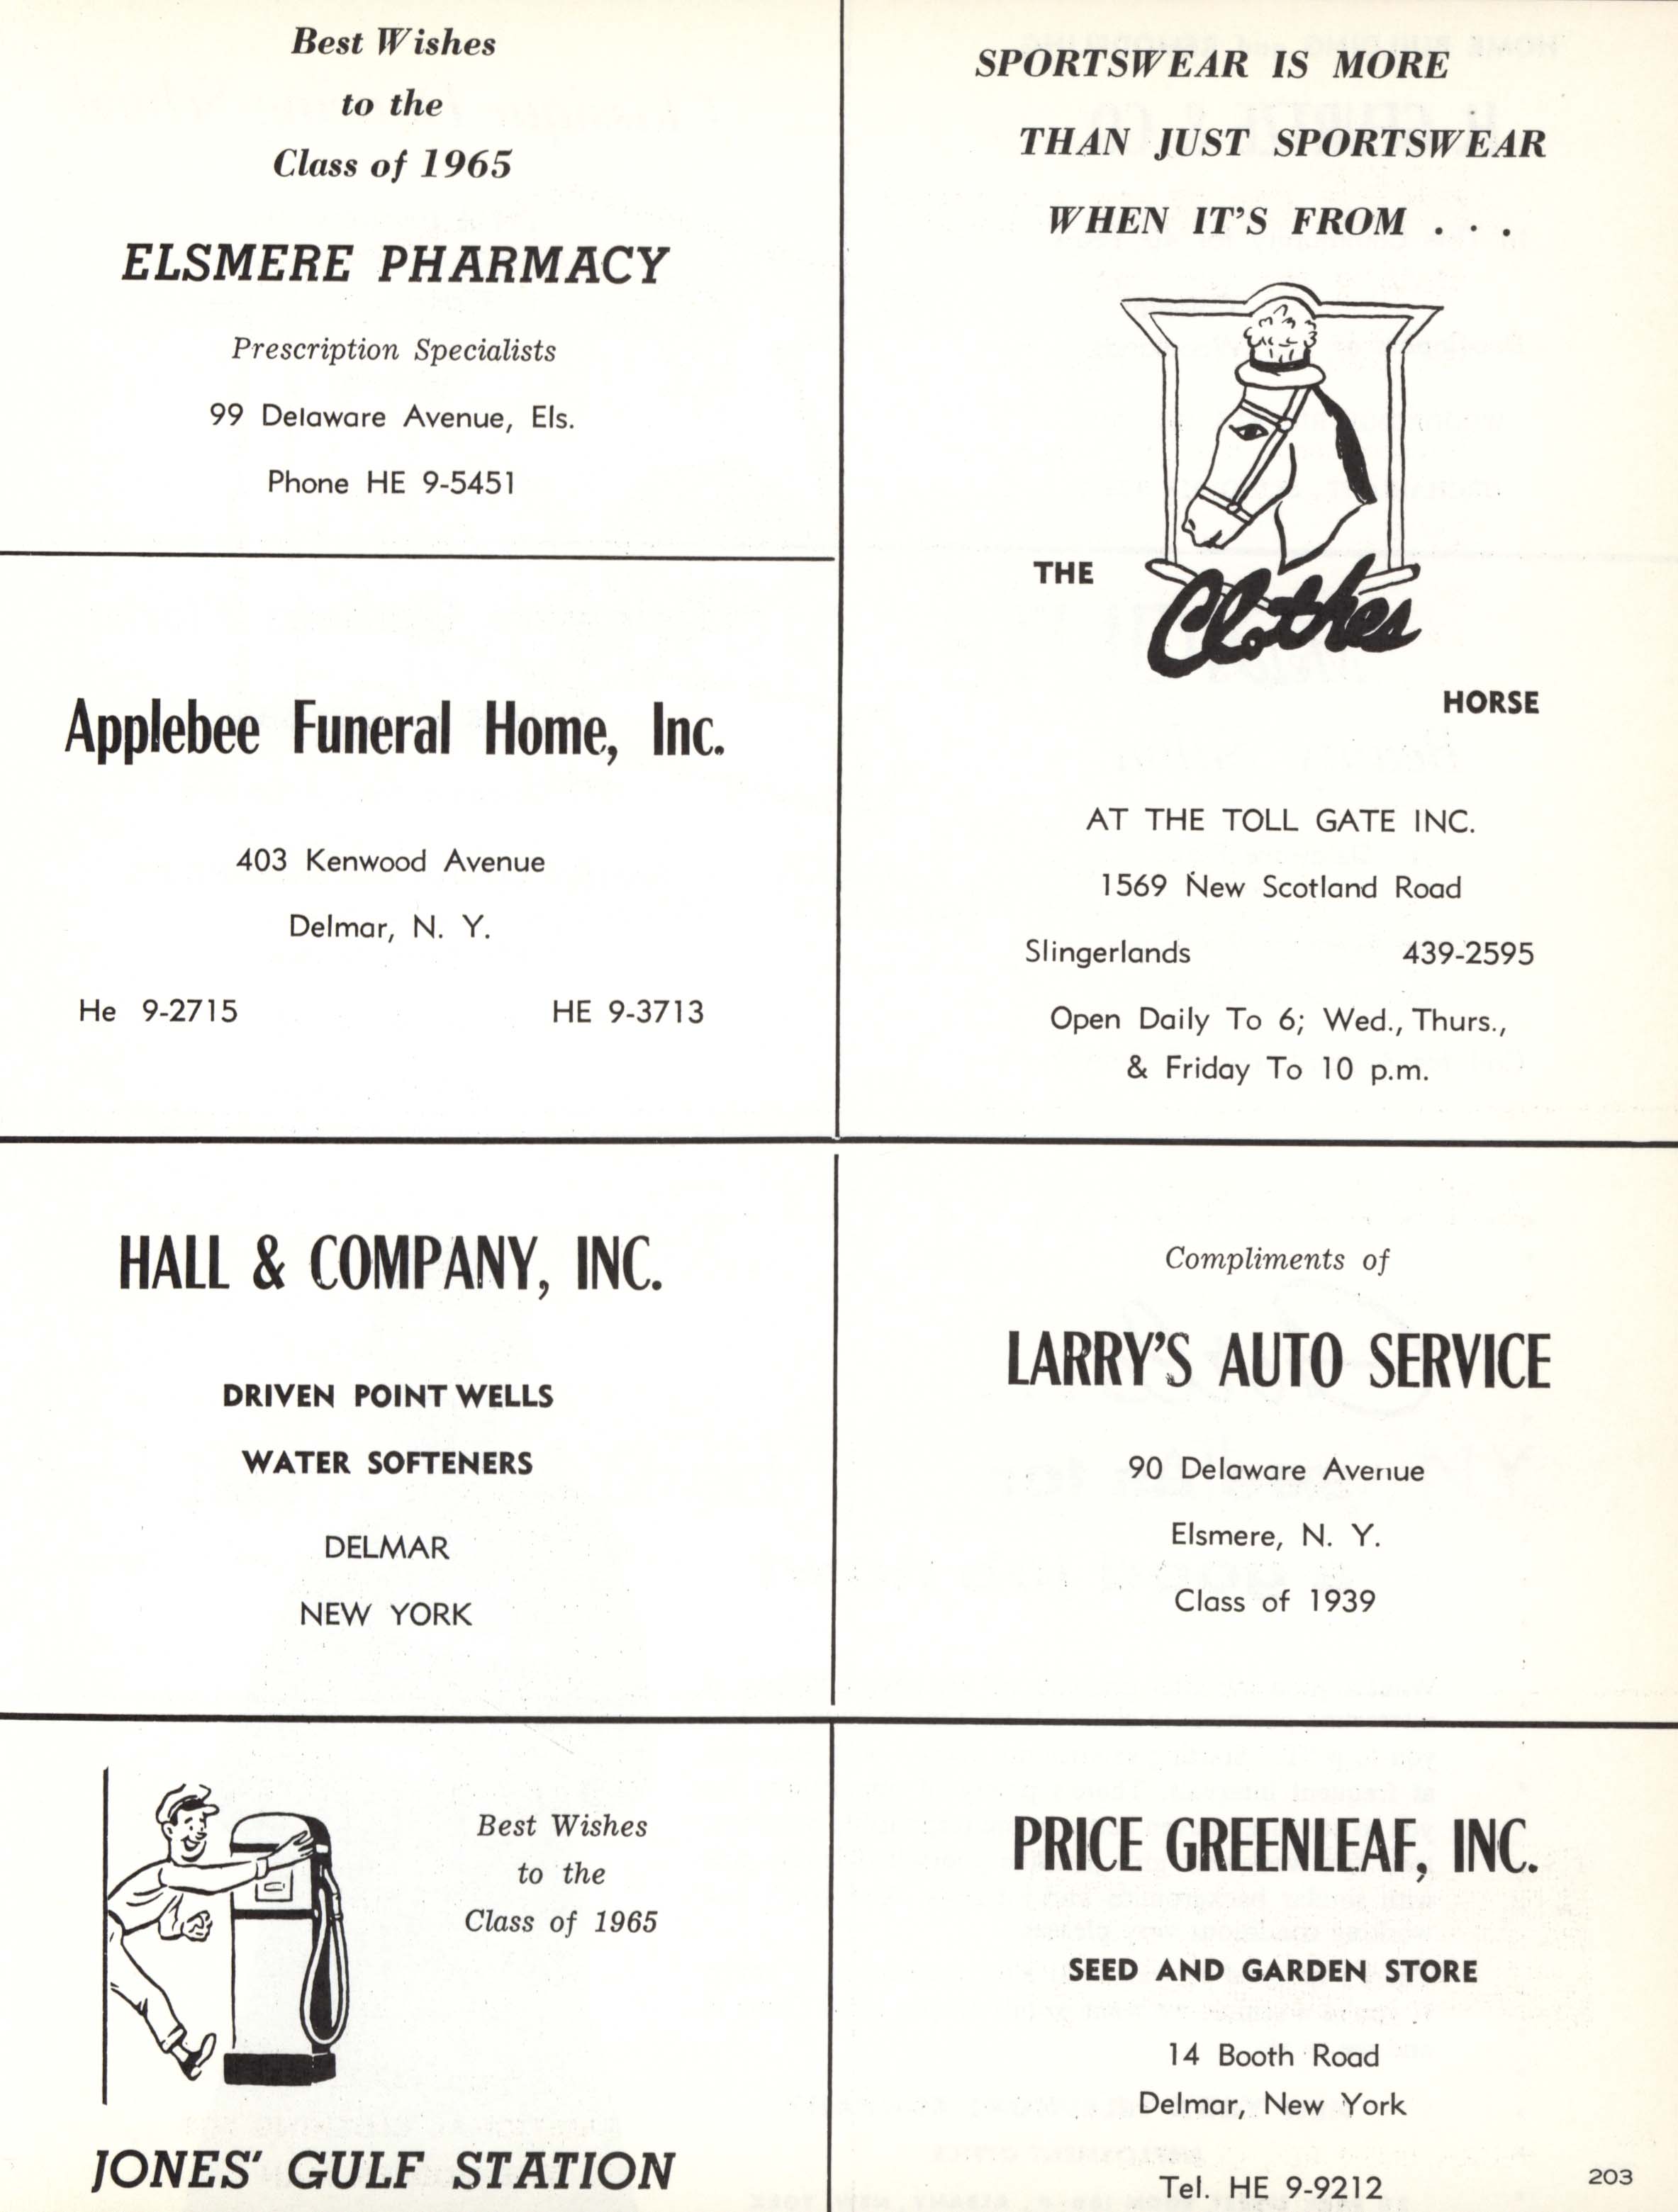 Best Wishes
to the
Class of 1965
ELSMERE PHARMACY
Prescription Specialists
99 Delaware Avenue, Els.
Phone HE 9-5451
SPORTSWEAR IS MORE
THAN JUST SPORTSWEAR
WHEN IT'S FROM . . .
THE
Clothes
HORSE
AT THE TOLL GATE INC.
1569 New Scotland Road
Slingerlands 439-2595
Open Daily To 6; Wed., Thurs.,
& Friday To 10 p.m.
Applebee Funeral Home, Inc.
403 Kenwood Avenue
Delmar, N. Y.
He 9-2715 HE 9-3713
HALL & COMPANY, INC.
DRIVEN POINT WELLS
WATER SOFTENERS
DELMAR
NEW YORK
Compliments of
LARRY'S AUTO SERVICE
90 Delaware Avenue
Elsmere, N. Y.
Class of 1939
Best Wishes
to the
Class of 1965
JONES' GULF STATION
PRICE GREENLEAF, INC.
SEED AND GARDEN STORE
14 Booth Road
Delmar, New York
Tel. HE 9-9212
203